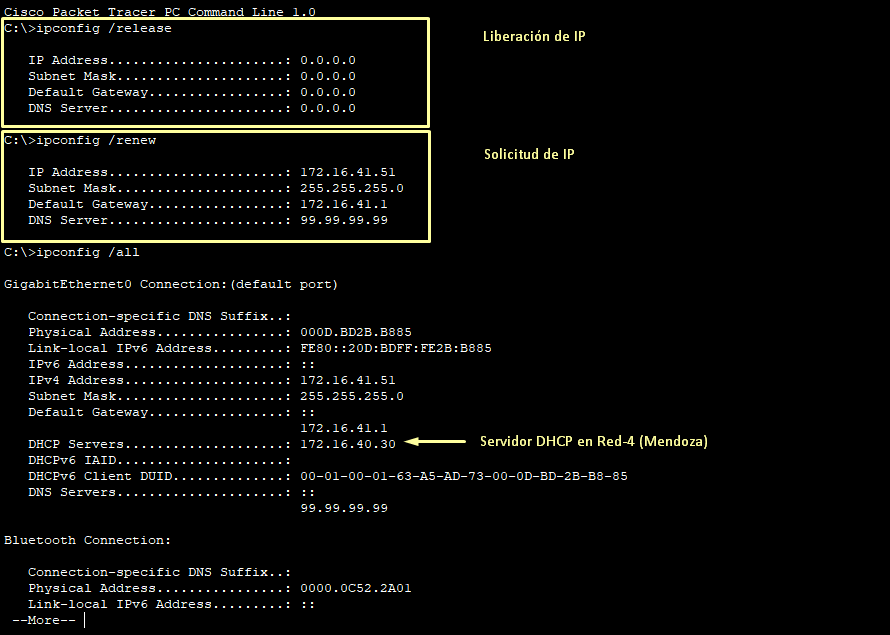 Cisco Packet Tracer PC Command Line 1.0
C:\>ipconfig /release
Liberación de IP
IP Address......................: 0.0.0.0
Subnet Mask.....................: 0.0.0.0
Default Gateway.................: 0.0.0.0
DNS Server......................: 0.0.0.0
C:\>ipconfig /renew
Solicitud de IP
IP Address......................: 172.16.41.51
Subnet Mask.....................: 255.255.255.0
Default Gateway.................: 172.16.41.1
DNS Server......................: 99.99.99.99
C:\>ipconfig /all
GigabitEthernet0 Connection:(default port)
Connection-specific DNS Suffix..:
Physical Address................: 000D.BD2B.B885
Link-local IPv6 Address.........: FE80::20D:BDFF:FE2B:B885
IPv6 Address....................: ::
IPv4 Address....................: 172.16.41.51
Subnet Mask.....................: 255.255.255.0
Default Gateway.................: ::
172.16.41.1
DHCP Servers....................: 172.16.40.30
Servidor DHCP en Red-4 (Mendoza)
DHCPv6 IAID.....................:
DHCPv6 Client DUID..............: 00-01-00-01-63-A5-AD-73-00-0D-BD-2B-B8-85
DNS Servers.....................: ::
99.99.99.99
Bluetooth Connection:
Connection-specific DNS Suffix..:
Physical Address................: 0000.0C52.2A01
Link-local IPv6 Address.........: ::
--More--